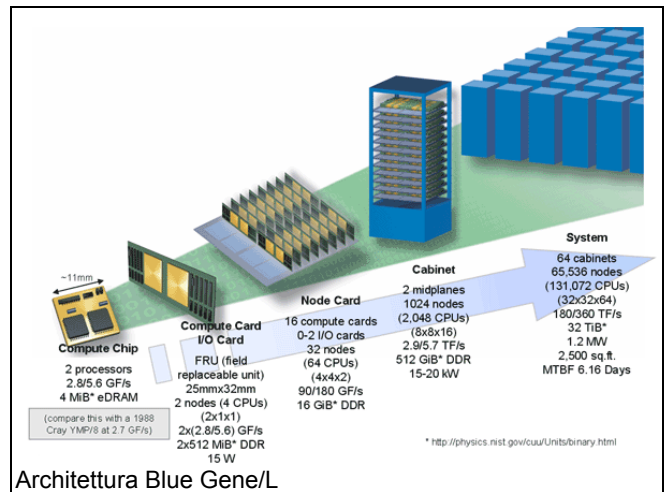 ~11mm
Compute Chip
2 processors
2.8/5.6 GF/s
4 MiB* eDRAM
(compare this with a 1988
Cray YMP/8 at 2.7 GF/s)
Compute Card
I/O Card
FRU (field
replaceable unit)
25mmx32mm
2 nodes (4 CPUs)
(2x1x1)
2x(2.8/5.6) GF/s
2x512 MiB* DDR
15 W
Node Card
16 compute cards
0-2 I/O cards
32 nodes
(64 CPUs)
(4x4x2)
90/180 GF/s
16 GiB* DDR
Cabinet
2 midplanes
1024 nodes
(2,048 CPUs)
(8x8x16)
2.9/5.7 TF/s
512 GiB* DDR
15-20 kW
System
64 cabinets
65,536 nodes
(131,072 CPUs)
(32x32x64)
180/360 TF/s
32 TiB*
1.2 MW
2,500 sq.ft.
MTBF 6.16 Days
* http://physics.nist.gov/cuu/Units/binary.html
Architettura Blue Gene/L